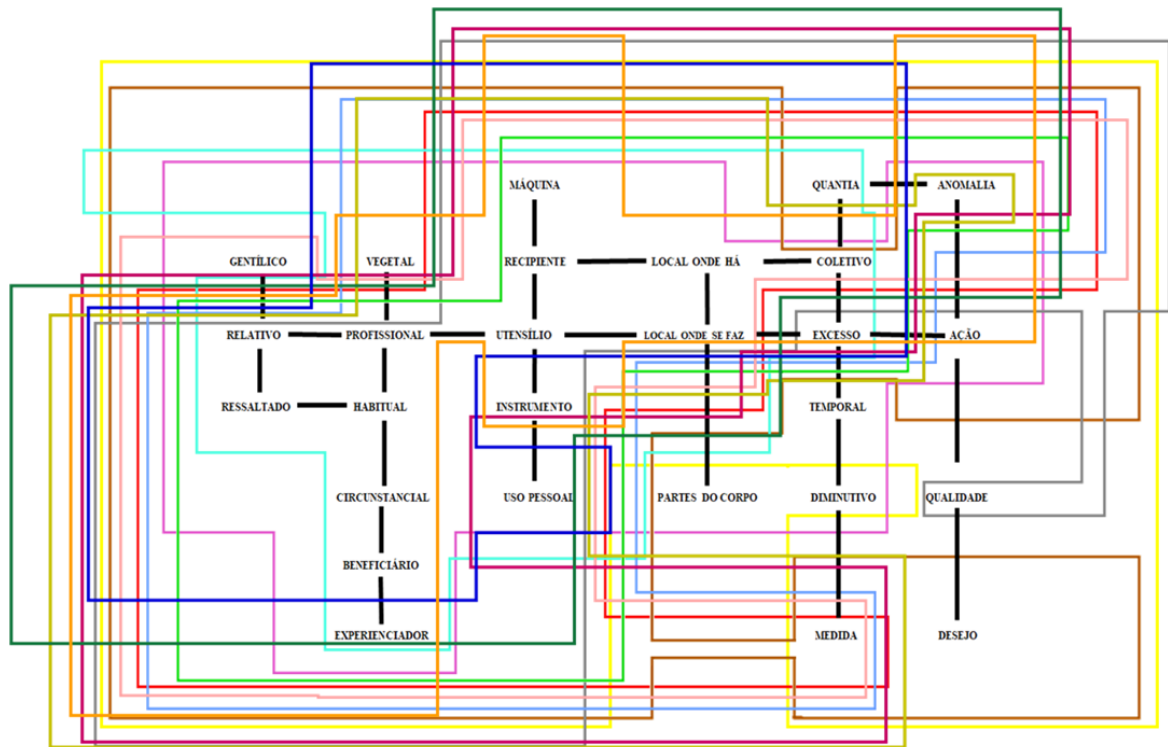 MÁQUINA QUANTIA ANOMALIA
GENTÍLICO VEGETAL RECIPIENTE LOCAL ONDE HÁ COLETIVO
RELATIVO PROFISSIONAL UTENSÍLIO LOCAL ONDE SE FAZ EXCESSO AÇÃO
RESSALTADO HABITUAL INSTRUMENTO TEMPORAL
CIRCUNSTANCIAL USO PESSOAL PARTES DO CORPO DIMINUTIVO QUALIDADE
BENEFICIÁRIO
EXPERIENCIADOR MEDIDA DESEJO